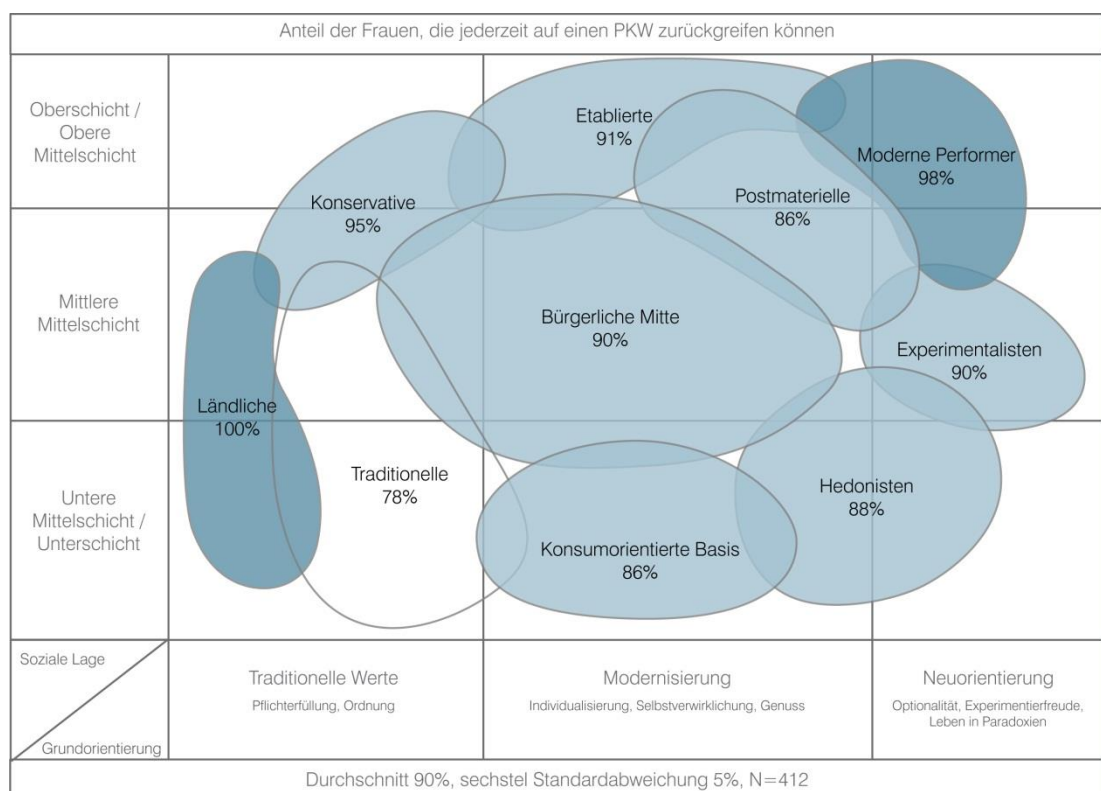 Anteil der Frauen, die jederzeit auf einen PKW zurückgreifen können
Oberschicht /
Obere
Mittelschicht
Etablierte
91%
Moderne Performer
98%
Konservative
95%
Postmaterielle
86%
Mittlere
Mittelschicht
Bürgerliche Mitte
90%
Experimentalisten
90%
Ländliche
100%
Untere
Mittelschicht /
Unterschicht
Traditionelle
78%
Hedonisten
88%
Konsumorientierte Basis
86%
Soziale Lage
Grundorientierung
Traditionelle Werte
Pflichterfüllung, Ordnung
Modernisierung
Individualisierung, Selbstverwirklichung, Genuss
Neuorientierung
Optionalität, Experimentierfreude,
Leben in Paradoxien
Durchschnitt 90%, sechstel Standardabweichung 5%, N=412